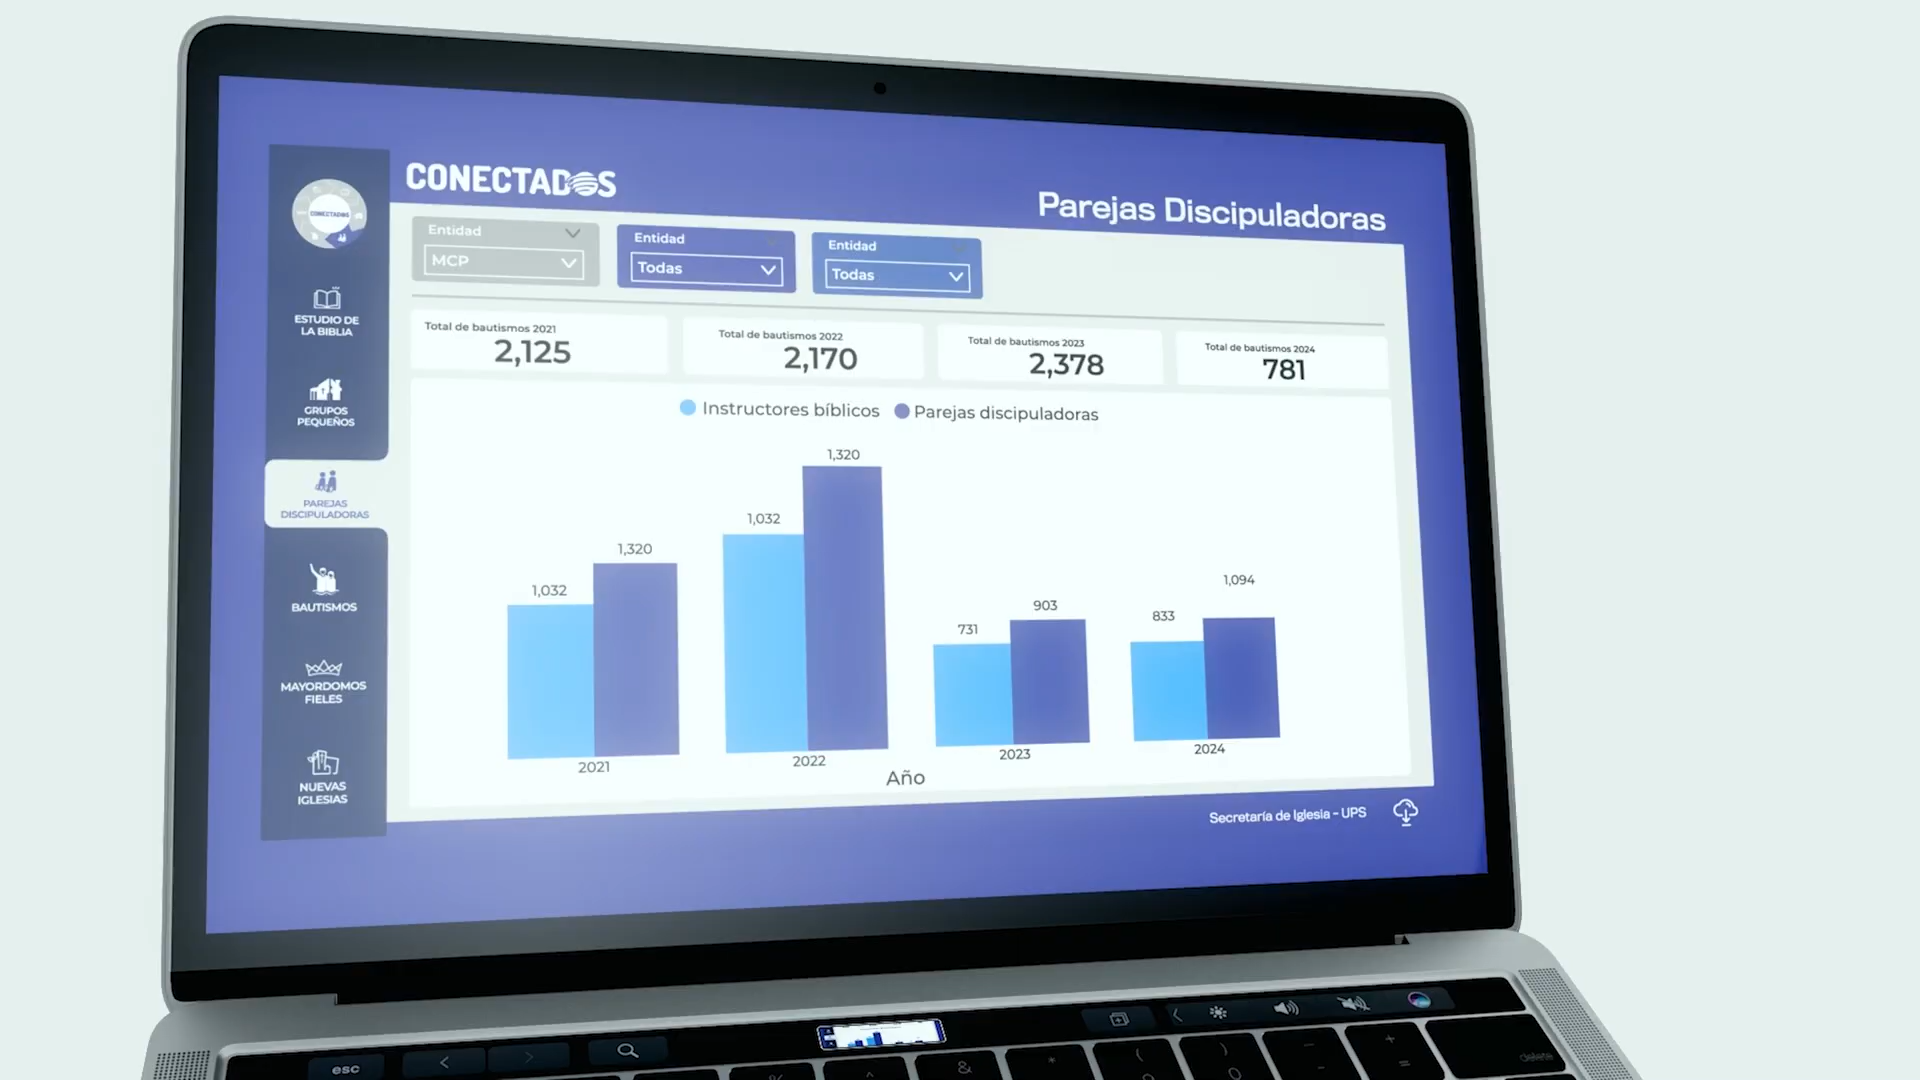 CONECTADOS
Parejas Discipuladoras
CONECTADOS
Entidad
MCP
Entidad
Todas
Entidad
Todas
ESTUDIO DE
LA BIBLIA
GRUPOS
PEQUEÑOS
PAREJAS
DISCIPULADORAS
BAUTISMOS
MAYORDOMOS
FIELES
NUEVAS
IGLESIAS
Total de bautismos 2021
2,125
Total de bautismos 2022
2,170
Total de bautismos 2023
2,378
Total de bautismos 2024
781
Instructores bíblicos
Parejas discipuladoras
1,032
1,320
1,032
1,320
731
903
833
1,094
2021
2022
2023
2024
Año
Secretaría de Iglesia - UPS
esc
delete